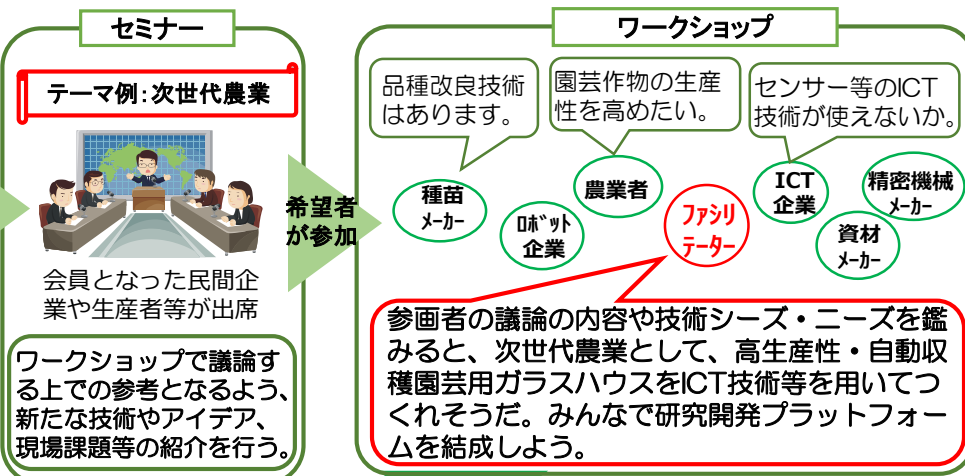 セミナー
テーマ例:次世代農業
会員となった民間企
業や生産者等が出席
ワークショップで議論す
る上での参考となるよう、
新たな技術やアイデア、
現場課題等の紹介を行う。
希望者
が参加
ワークショップ
品種改良技術
はあります。
園芸作物の生産
性を高めたい。
センサー等のICT
技術が使えないか。
種苗
メーカー
ロボット
企業
農業者
ファシリ
テーター
ICT
企業
精密機械
メーカー
資材
メーカー
参画者の議論の内容や技術シーズ・ニーズを鑑
みると、次世代農業として、高生産性・自動収
穫園芸用ガラスハウスをICT技術等を用いてつ
くれそうだ。みんなで研究開発プラットフォー
ムを結成しよう。